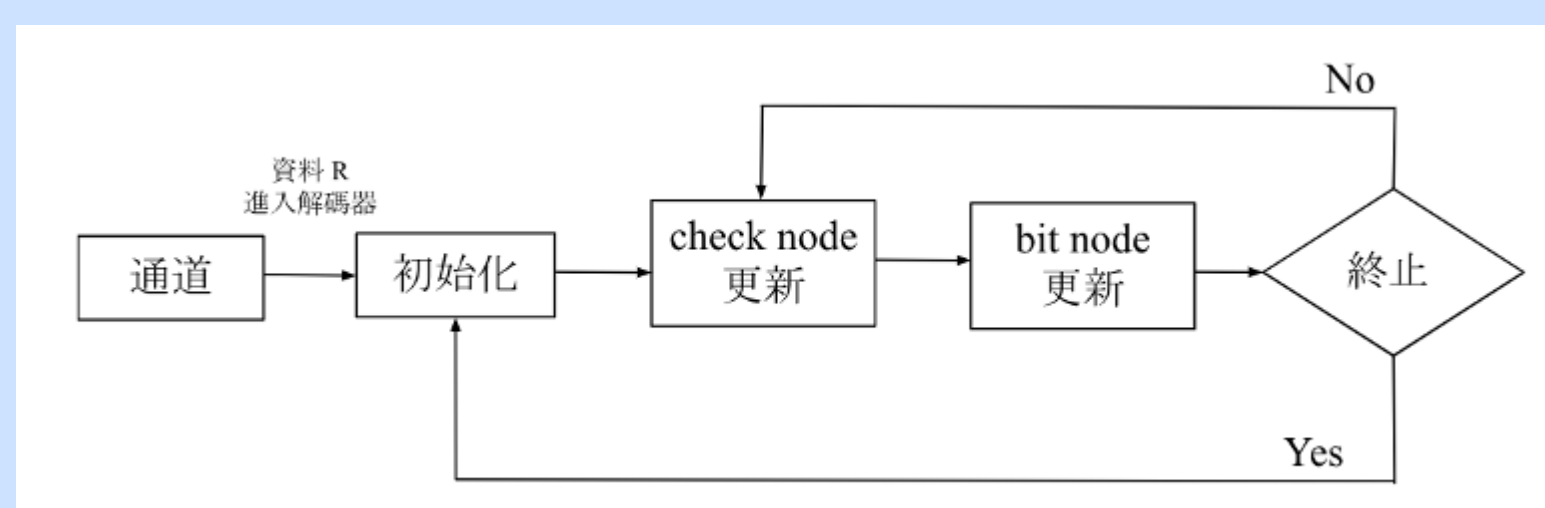 No
資料 R
進入解碼器
通道
初始化
check node
更新
bit node
更新
終止
Yes